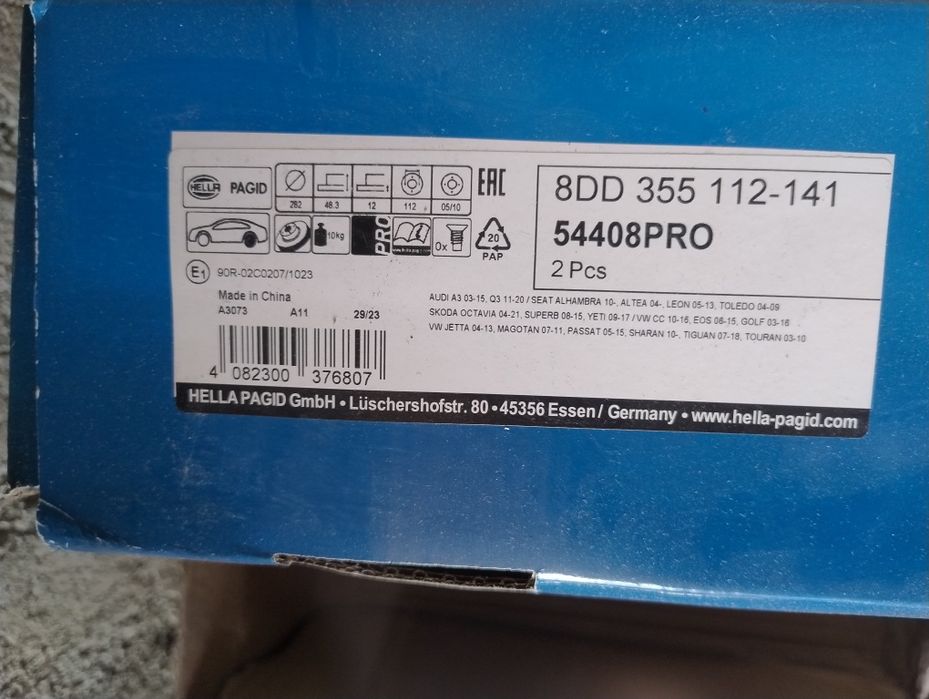 HELLA PAGID
282 48.3 12 112 05/10
EAC
8DD 355 112-141
54408PRO
2 Pcs
10kg
PRO
0x
20
PAP
E1 90R-02C0207/1023
Made in China
A3073 A11 29/23
AUDI A3 03-15, Q3 11-20 / SEAT ALHAMBRA 10-, ALTEA 04-, LEON 05-13, TOLEDO 04-09
SKODA OCTAVIA 04-21, SUPERB 08-15, YETI 09-17 / VW CC 10-16, EOS 06-15, GOLF 03-16
VW JETTA 04-13, MAGOTAN 07-11, PASSAT 05-15, SHARAN 10-, TIGUAN 07-18, TOURAN 03-10
4 082300 376807
HELLA PAGID GmbH • Lüschershofstr. 80 • 45356 Essen / Germany • www.hella-pagid.com